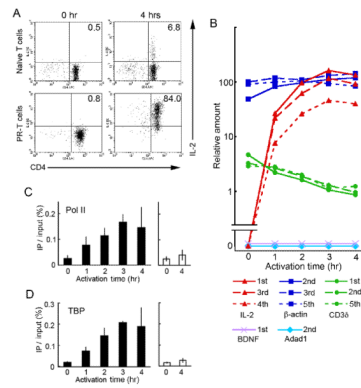 A
0 hr
4 hrs
Naive T cells
0.5
6.8
PR-T cells
0.8
84.0
CD4
IL-2
B
Relative amount
100
10
1
0
0 1 2 3 4
Activation time (hr)
1st 2nd 1st
3rd 3rd 2nd
4th 5th 5th
IL-2 β-actin CD3δ
1st 2nd
BDNF Adad1
C
Pol II
IP / input (%)
0.2
0.1
0
0 1 2 3 4 0 4
Activation time (hr)
D
TBP
IP / input (%)
0.2
0.1
0
0 1 2 3 4 0 4
Activation time (hr)